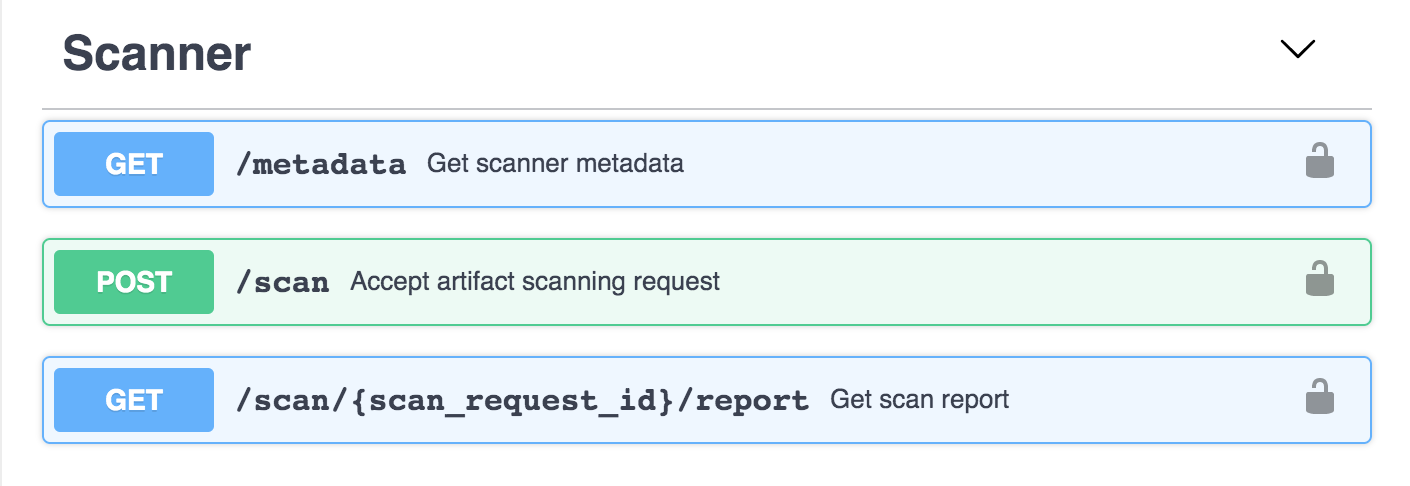 Scanner
GET /metadata Get scanner metadata
POST /scan Accept artifact scanning request
GET /scan/{scan_request_id}/report Get scan report